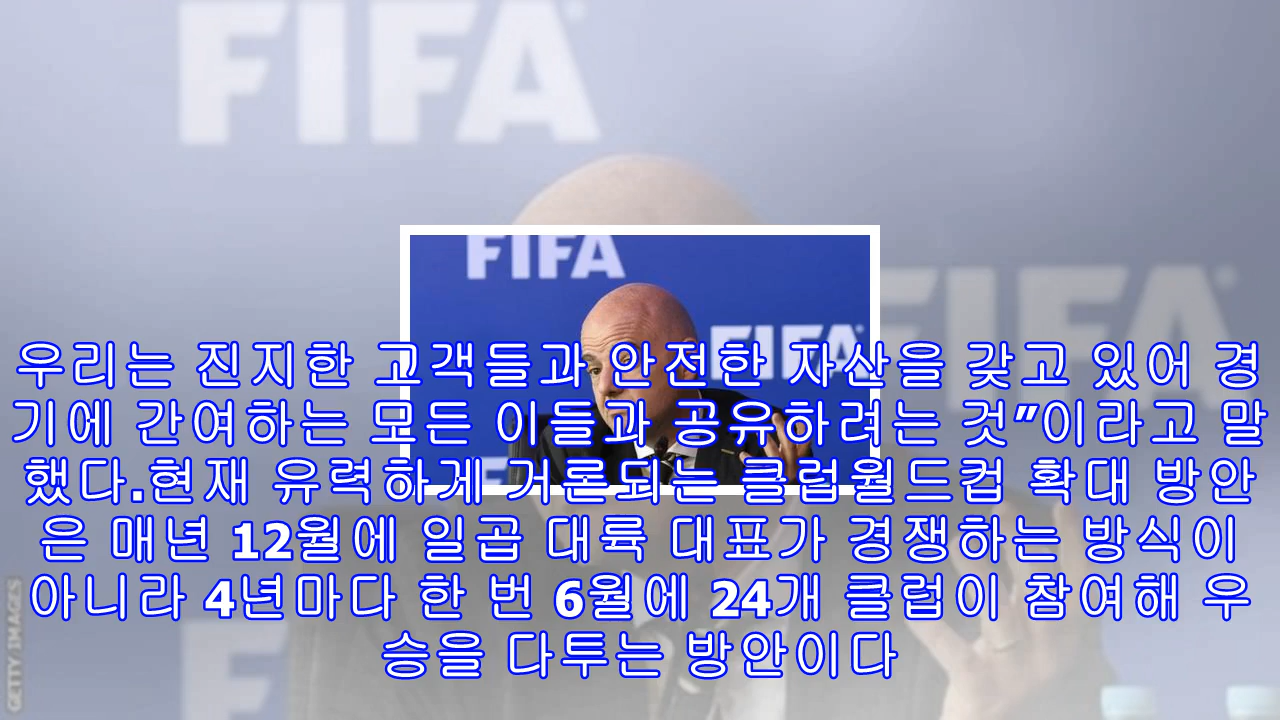 FIFA
FIFA
FIFA
FIFA
우리는 진지한 고객들과 안전한 자산을 갖고 있어 경
기에 간여하는 모든 이들과 공유하려는 것”이라고 말
했다.현재 유력하게 거론되는 클럽월드컵 확대 방안
은 매년 12월에 일곱 대륙 대표가 경쟁하는 방식이
아니라 4년마다 한 번 6월에 24개 클럽이 참여해 우
승을 다투는 방안이다
GETTY IMAGES